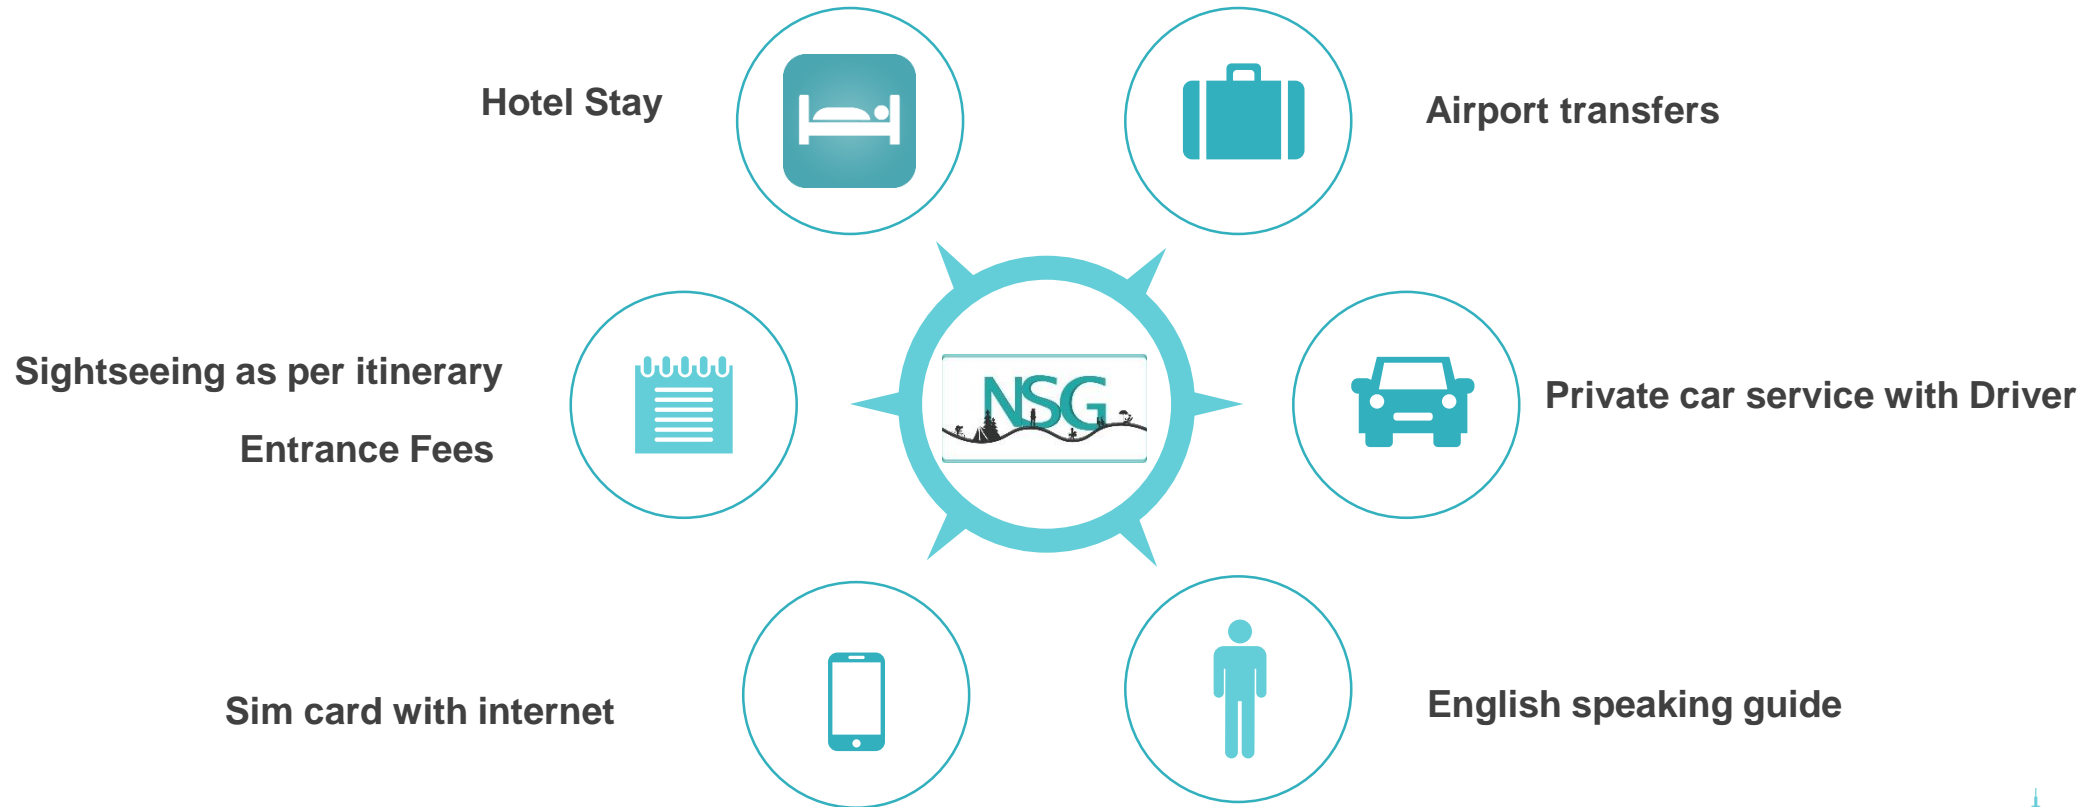 Hotel Stay
Airport transfers
Sightseeing as per itinerary
Entrance Fees
NSG
Private car service with Driver
Sim card with internet
English speaking guide